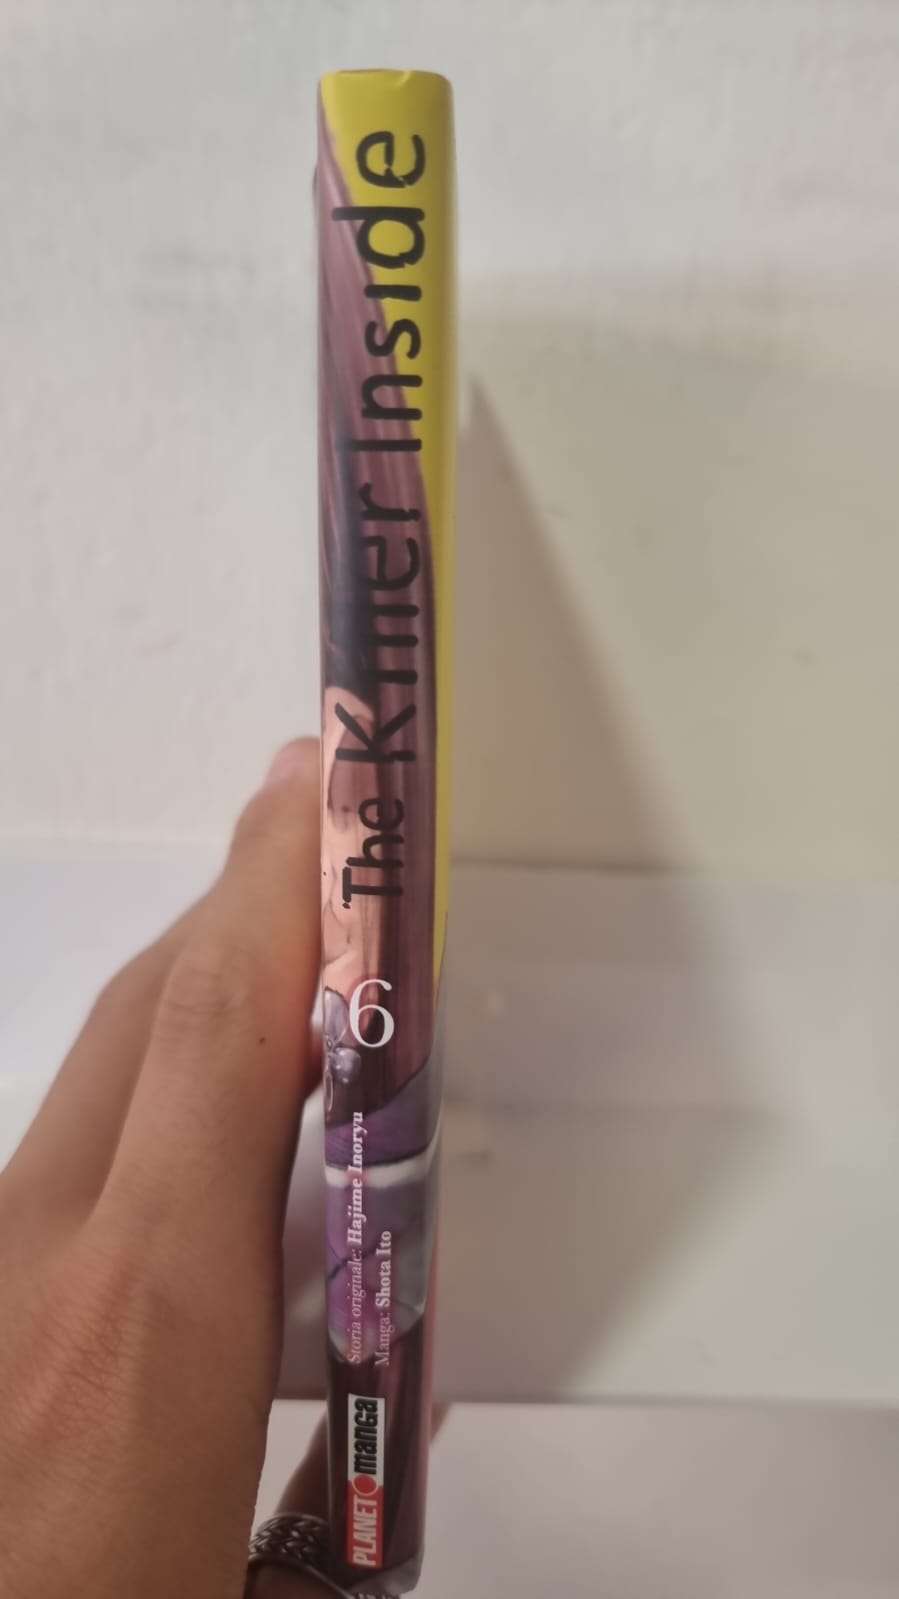 The Killer Inside
6
Storia originale: Hajime Inoryu
Manga: Shota Ito
PLANET manga